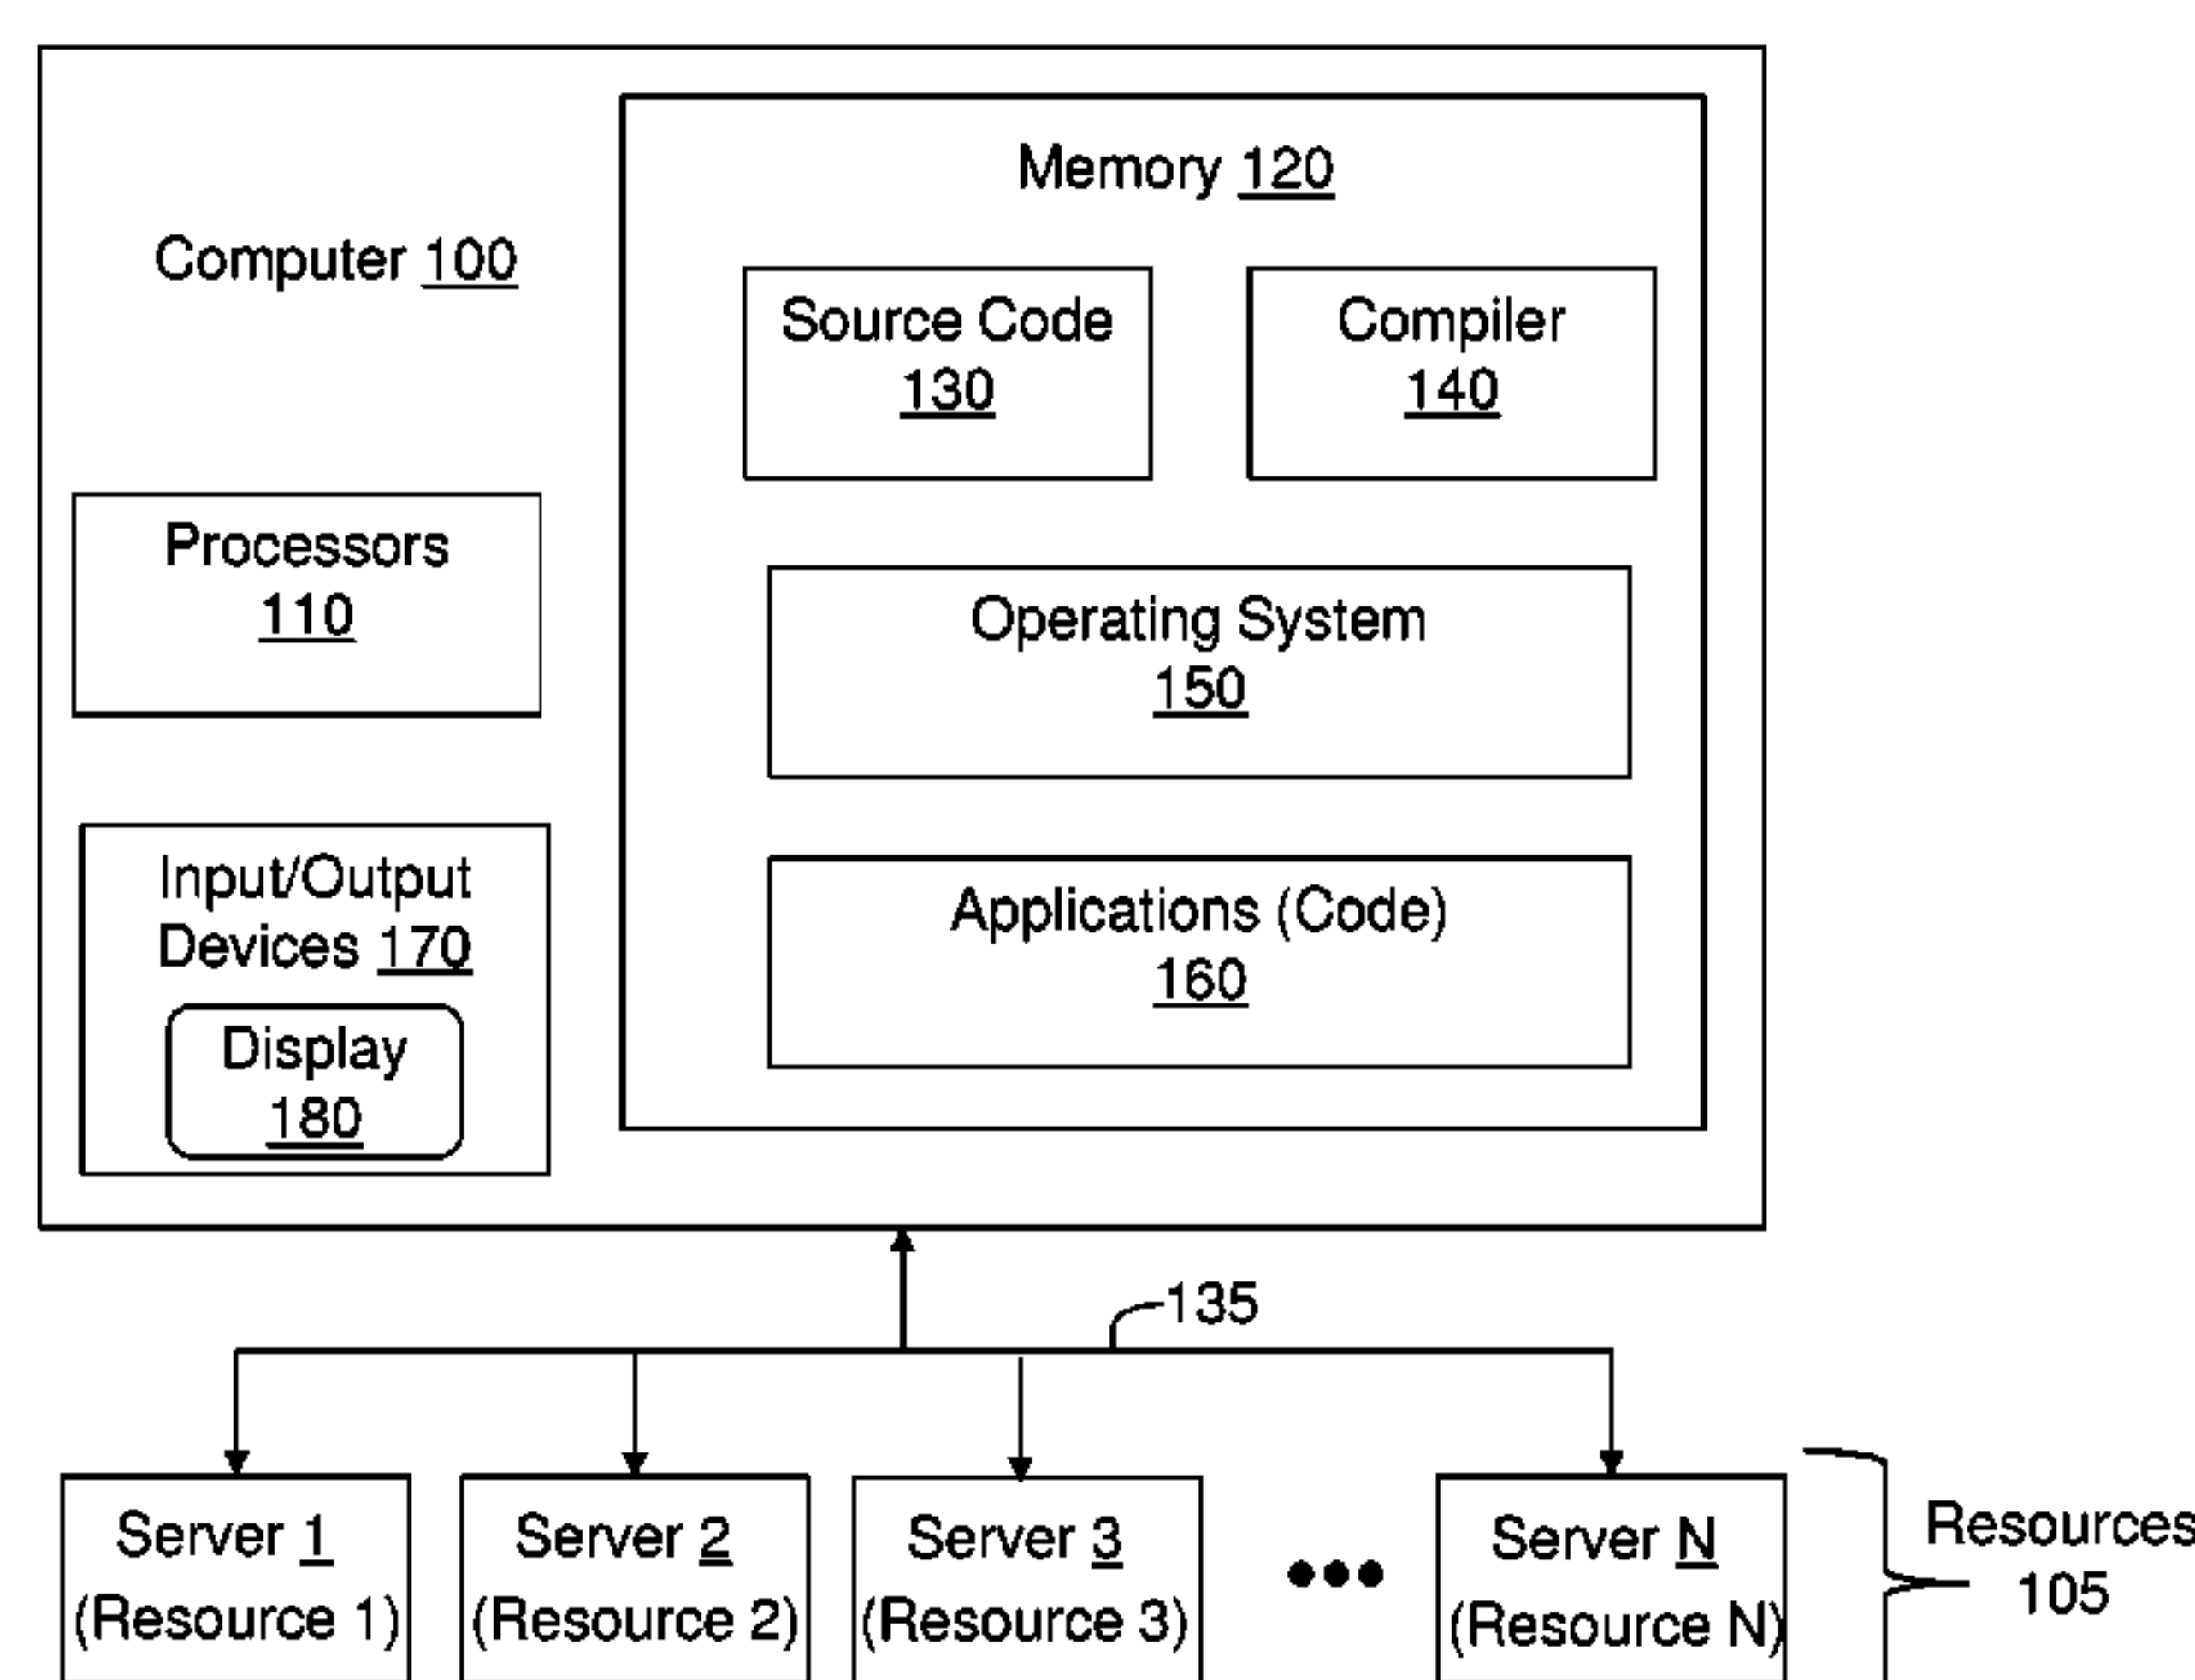 Memory 120
Computer 100
Source Code
130
Compiler
140
Processors
110
Operating System
150
Input/Output
Devices 170
Applications (Code)
160
Display
180
135
Server 1
(Resource 1)
Server 2
(Resource 2)
Server 3
(Resource 3)
Server N
(Resource N)
Resources
105